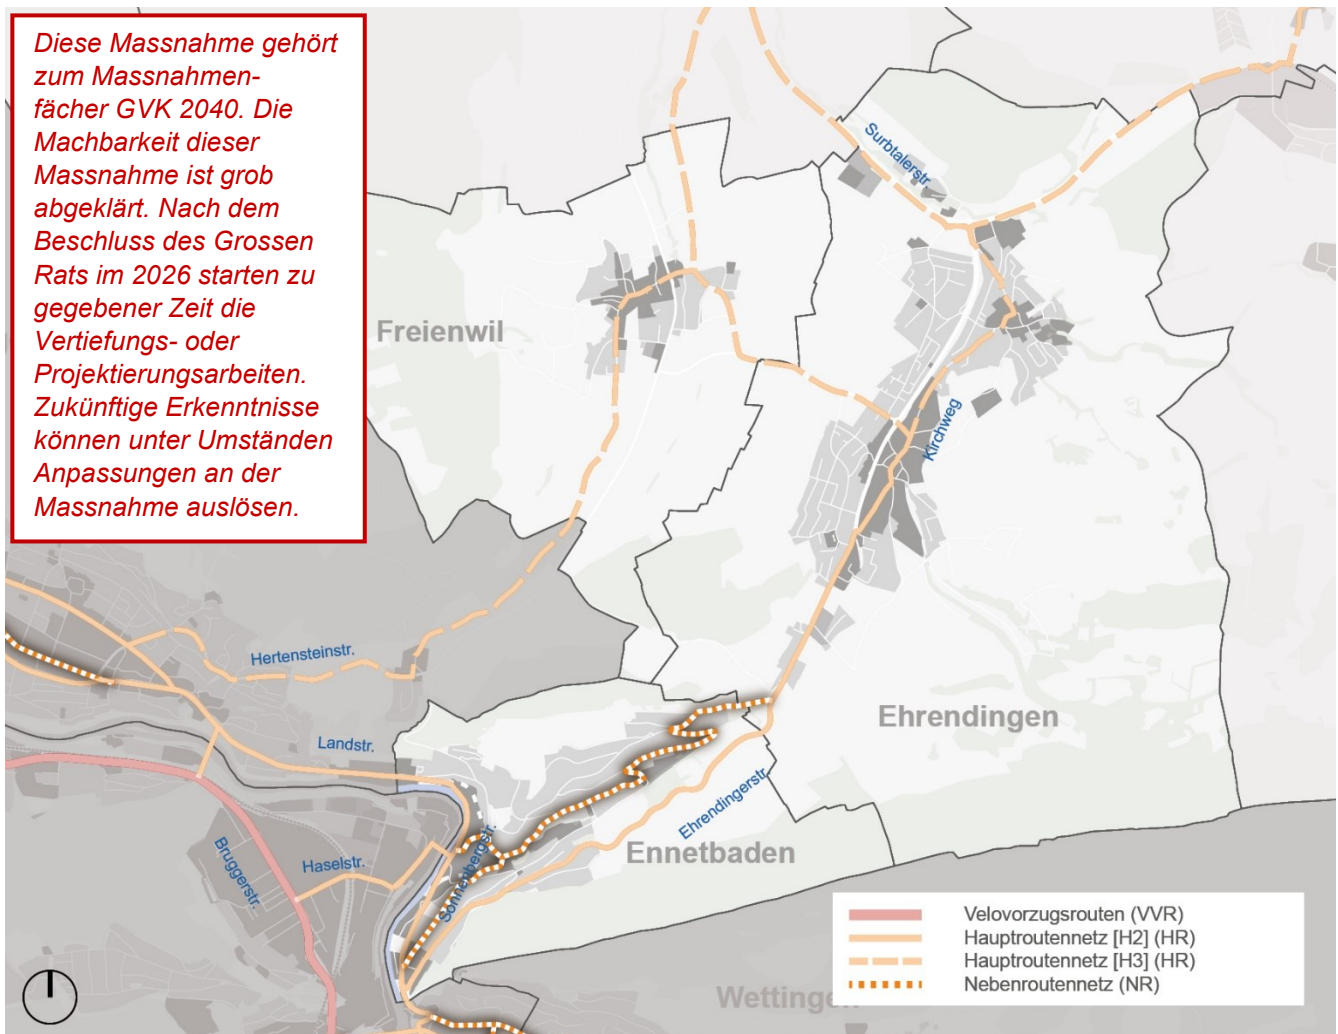 Diese Massnahme gehört
zum Massnahmen-
fächer GVK 2040. Die
Machbarkeit dieser
Massnahme ist grob
abgeklärt. Nach dem
Beschluss des Grossen
Rats im 2026 starten zu
gegebener Zeit die
Vertiefungs- oder
Projektierungsarbeiten.
Zukünftige Erkenntnisse
können unter Umständen
Anpassungen an der
Massnahme auslösen.
Surbtalerstr.
Freienwil
Kirchweg
Hertensteinstr.
Landstr.
Ehrendingen
Ehrendingerstr.
Bruggerstr.
Haselstr.
Sonnenbergstr.
Ennetbaden
Wettingen
Velovorzugsrouten (VVR)
Hauptroutennetz [H2] (HR)
Hauptroutennetz [H3] (HR)
Nebenroutennetz (NR)